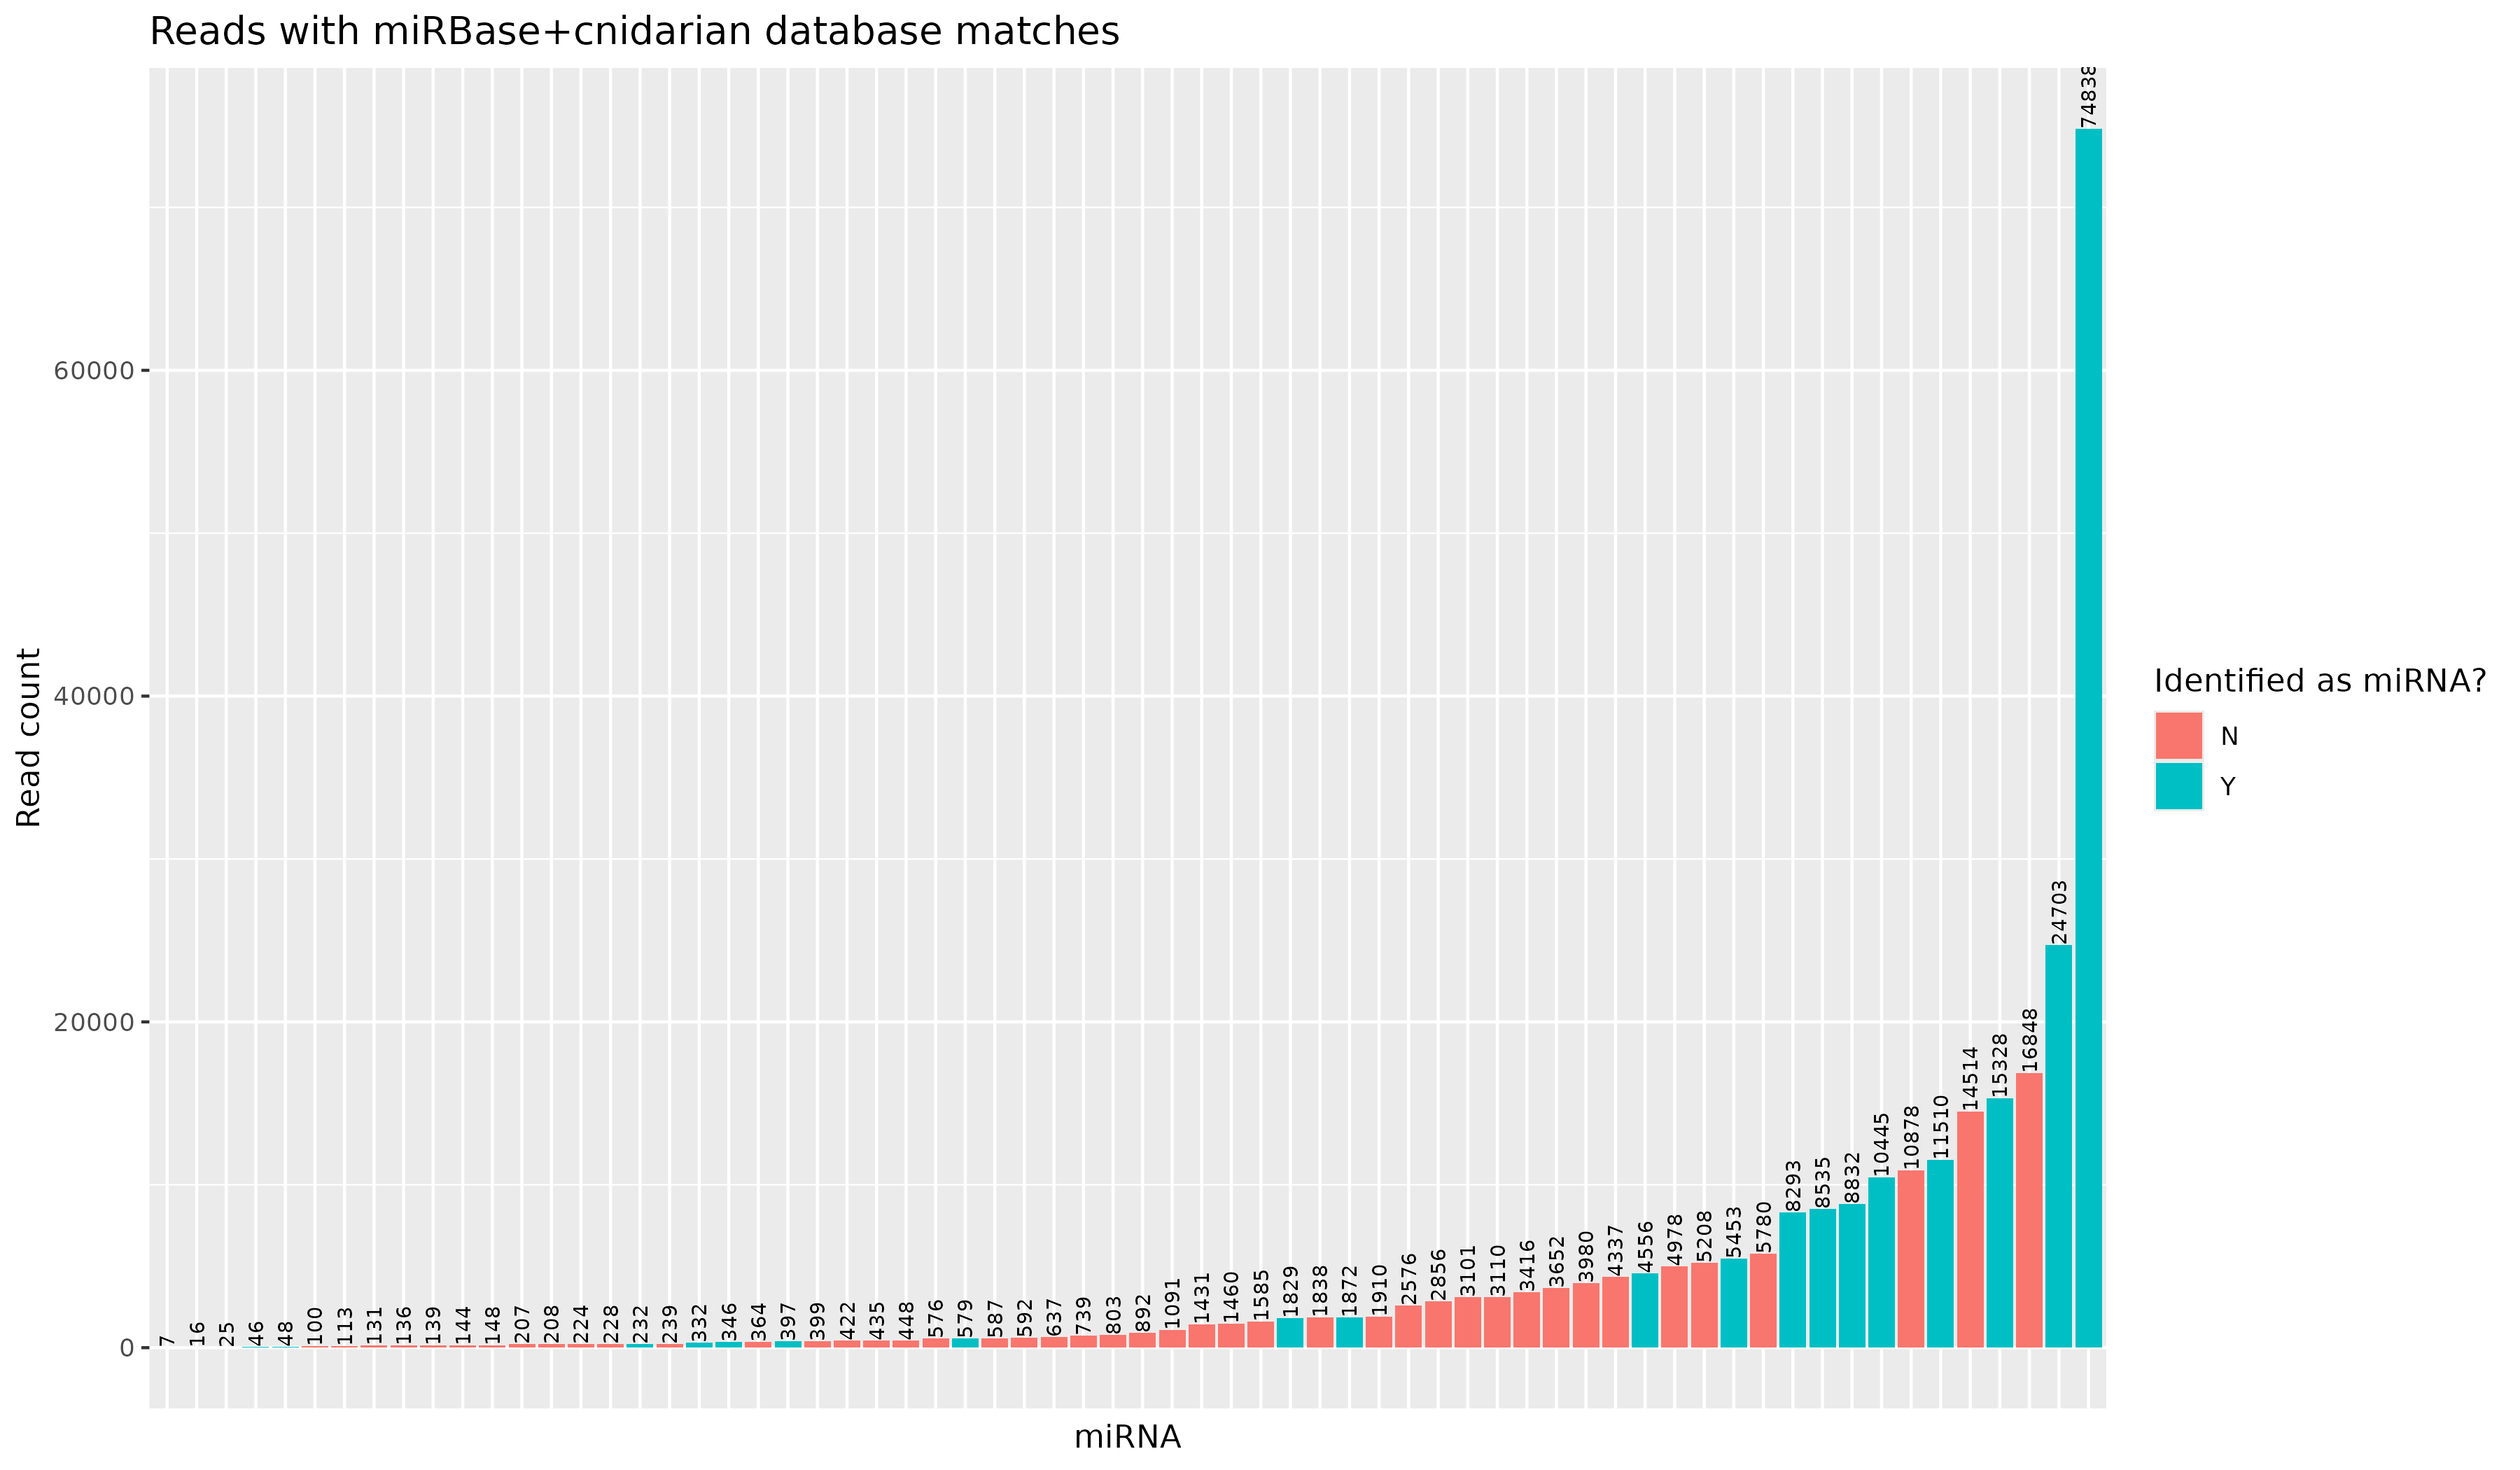 Reads with miRBase+cnidarian database matches
Read count
60000
40000
20000
0
7 16 25 46 48 100 113 131 136 139 144 148 207 208 224 228 232 239 332 346 364 397 399 422 435 448 576 579 587 592 637 739 803 892 1091 1431 1460 1585 1829 1838 1872 1910 2576 2856 3101 3110 3416 3652 3980 4337 4556 4978 5208 5453 5780 8293 8535 8832 10445 10878 11510 14514 15328 16848 24703 74838
miRNA
Identified as miRNA?
N
Y